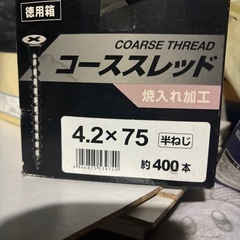 徳用箱
COARSE THREAD
コーススレッド
焼入れ加工
4.2×75 半ねじ
約400本